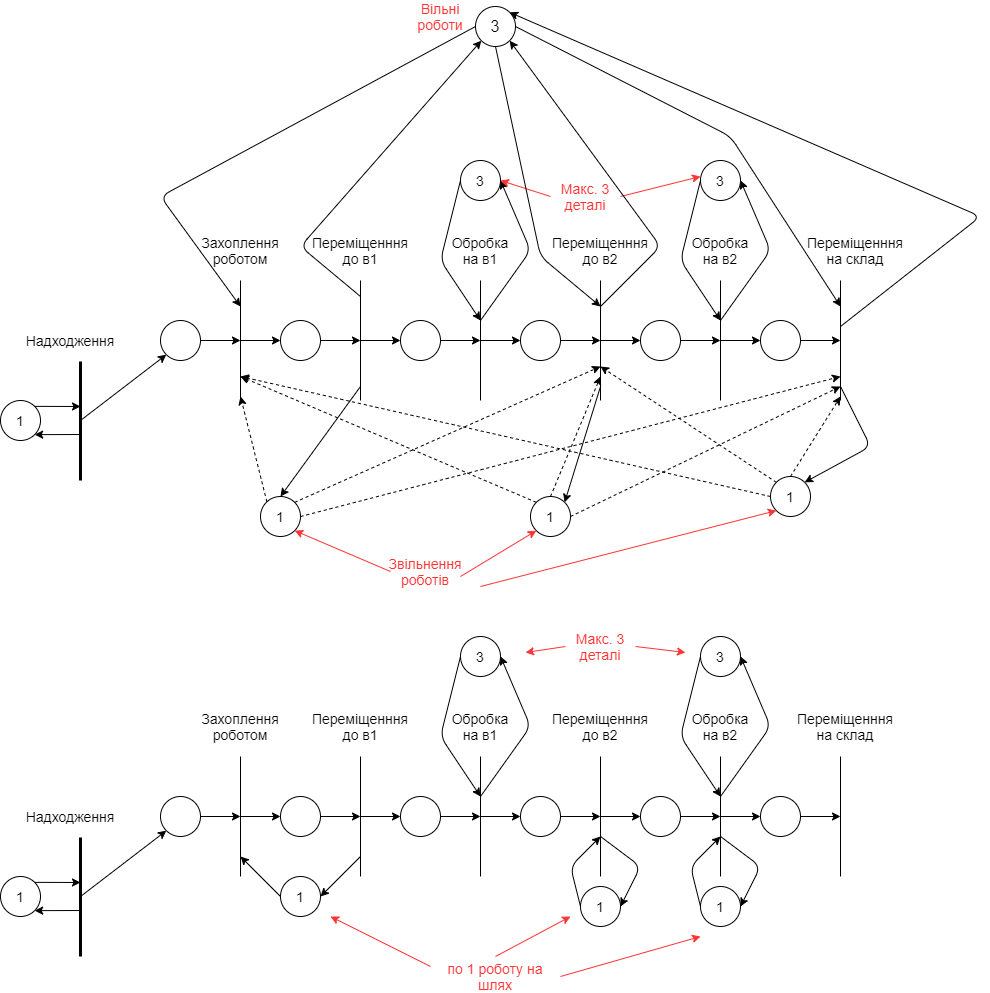 Вільні
роботи
3
3
Макс. 3
деталі
3
Захоплення
роботом
Переміщенння
до в1
Обробка
на в1
Переміщенння
до в2
Обробка
на в2
Переміщенння
на склад
Надходження
1
1
1
1
Звільнення
роботів
3
Макс. 3
деталі
3
Захоплення
роботом
Переміщенння
до в1
Обробка
на в1
Переміщенння
до в2
Обробка
на в2
Переміщенння
на склад
Надходження
1
1
1
1
по 1 роботу на
шлях